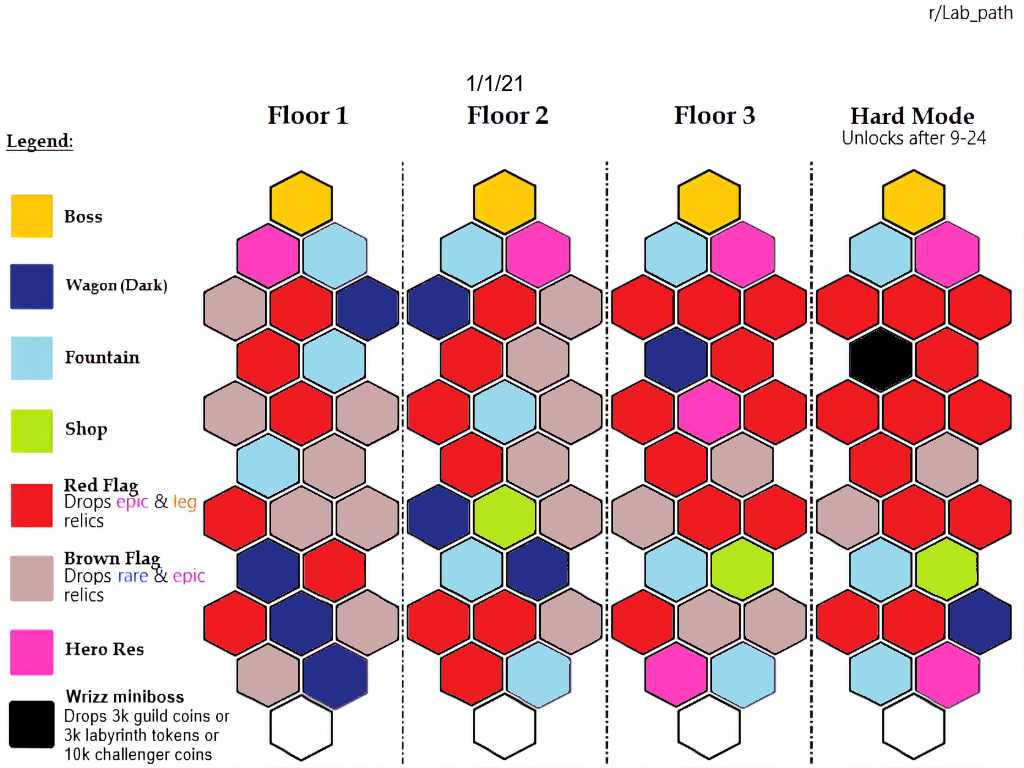 r/Lab_path
1/1/21
Floor 1
Floor 2
Floor 3
Hard Mode
Unlocks after 9-24
Legend:
Boss
Wagon (Dark)
Fountain
Shop
Red Flag
Drops epic & leg
relics
Brown Flag
Drops rare & epic
relics
Hero Res
Wrizz miniboss
Drops 3k guild coins or
3k labyrinth tokens or
10k challenger coins